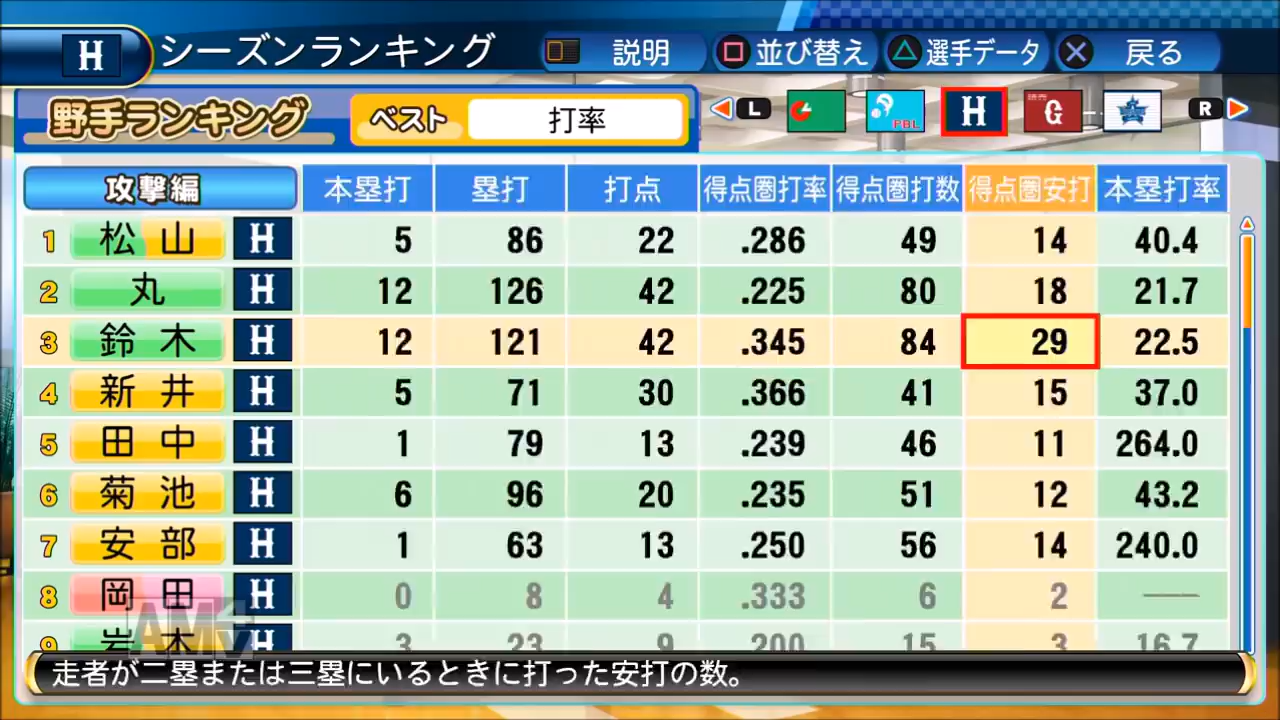 H シーズンランキング 説明 並び替え 選手データ 戻る
野手ランキング ベスト 打率 L C PBL H G R
攻撃編 本塁打 塁打 打点 得点圏打率 得点圏打数 得点圏安打 本塁打率
1 松山 H 5 86 22 .286 49 14 40.4
2 丸 H 12 126 42 .225 80 18 21.7
3 鈴木 H 12 121 42 .345 84 29 22.5
4 新井 H 5 71 30 .366 41 15 37.0
5 田中 H 1 79 13 .239 46 11 264.0
6 菊池 H 6 96 20 .235 51 12 43.2
7 安部 H 1 63 13 .250 56 14 240.0
8 岡田 H 0 8 4 .333 6 2 ――
9 岩本 H 3 23 9 .200 15 3 16.7
走者が二塁または三塁にいるときに打った安打の数。